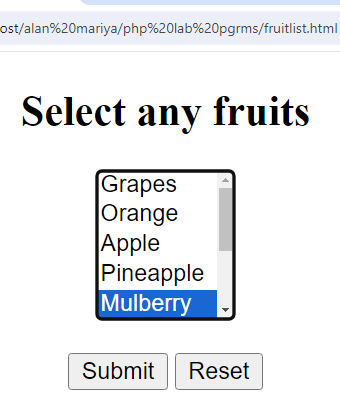 ost/alan%20mariya/php%20lab%20pgrms/fruitlist.html
Select any fruits
Grapes
Orange
Apple
Pineapple
Mulberry
Submit Reset